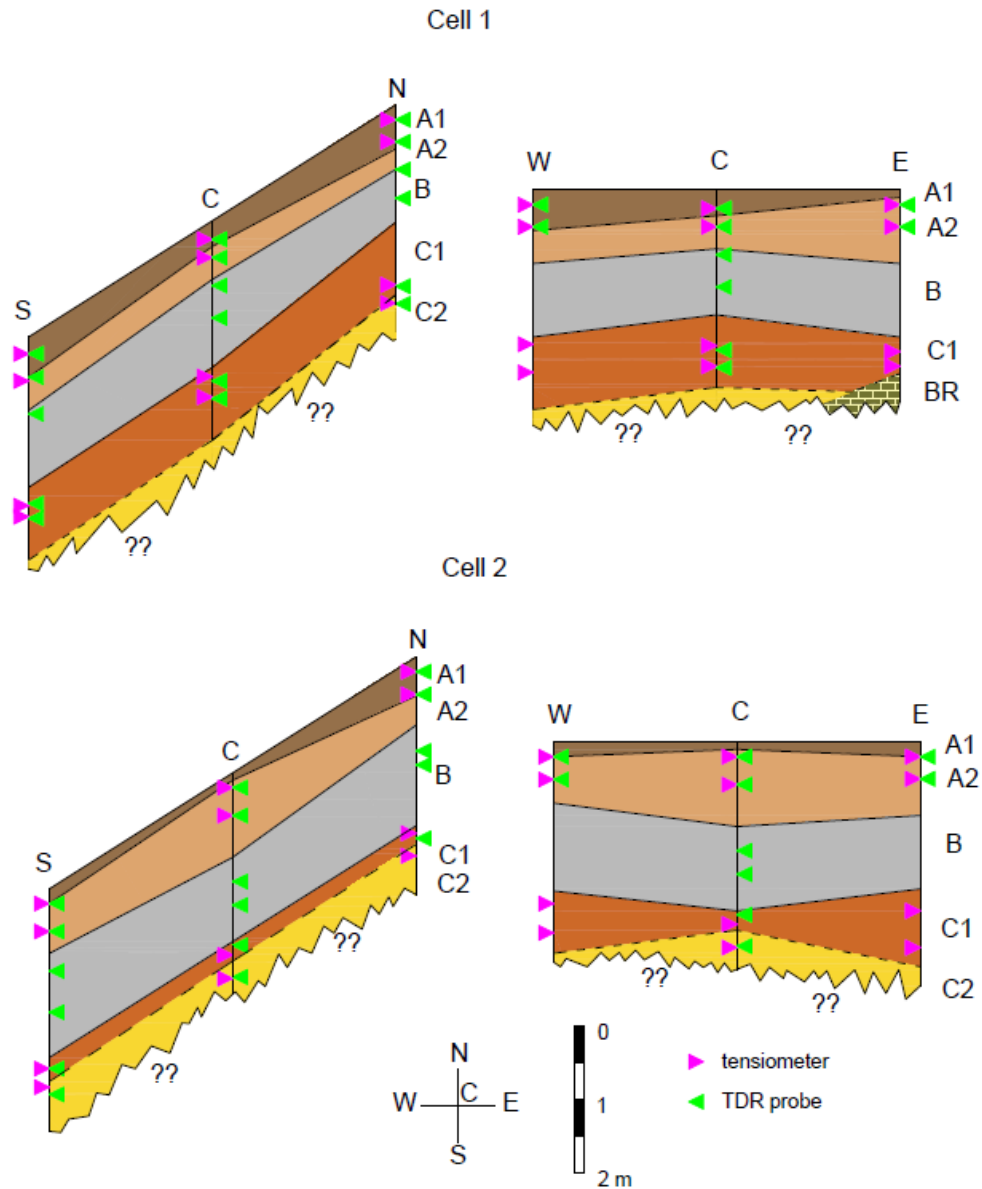 Cell 1
N
A1
A2
B
C1
C2
C
S
??
??
W
C
E
A1
A2
B
C1
BR
??
??
Cell 2
N
A1
A2
B
C1
C2
C
S
??
??
W
C
E
A1
A2
B
C1
C2
??
??
N
W C E
S
0
1
2 m
tensiometer
TDR probe